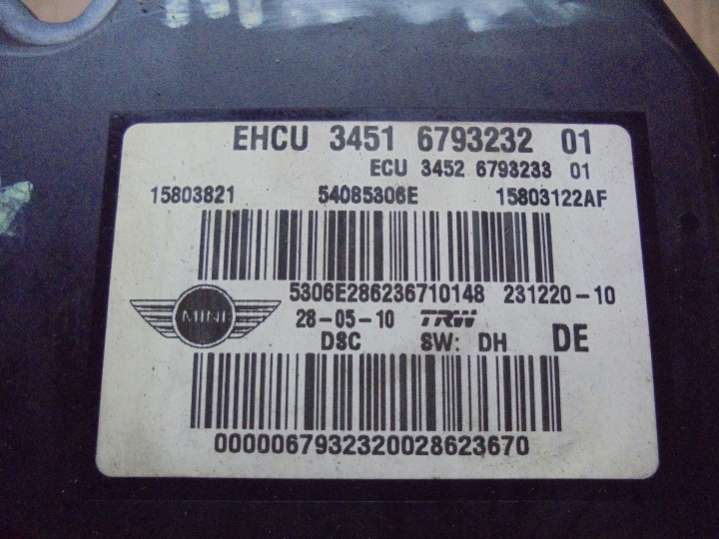 EHCU 3451 6793232 01
ECU 3452 6793233 01
15803821 54085306E 15803122AF
5306E286236710148 231220-10
MINI 28-05-10 TRW
DSC SW: DH DE
0000067932320028623670